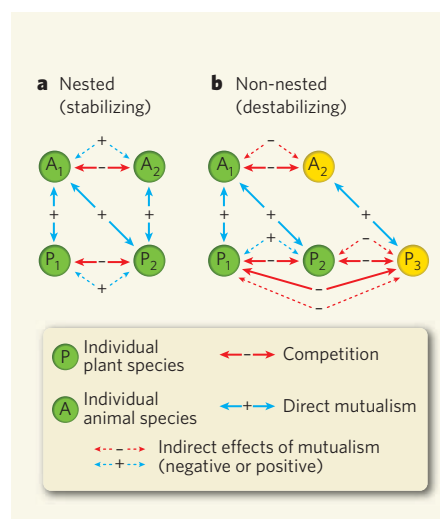 a Nested
(stabilizing)
b Non-nested
(destabilizing)
+
A1 - A2
+ + +
P1 - P2
+
-
A1 - A2
+ + +
+ -
P1 - P2 - P3
-
-
P Individual
plant species
- Competition
A Individual
animal species
+ Direct mutualism
- Indirect effects of mutualism
+ (negative or positive)